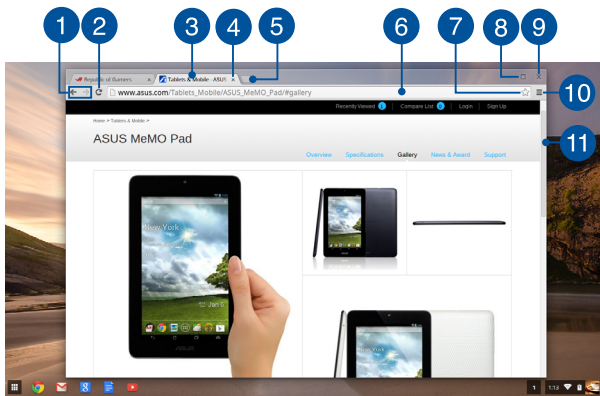 1 2 3 4 5 6 7 8 9
Republic of Gamers × Tablets & Mobile - ASUS ×
www.asus.com/Tablets_Mobile/ASUS_MeMO_Pad/#gallery
10
Recently Viewed Compare List Login Sign Up
Home > Tablets & Mobile >
ASUS MeMO Pad
11
Overview Specifications Gallery News & Award Support
New York
Jan 6
ASUS
1 1:13